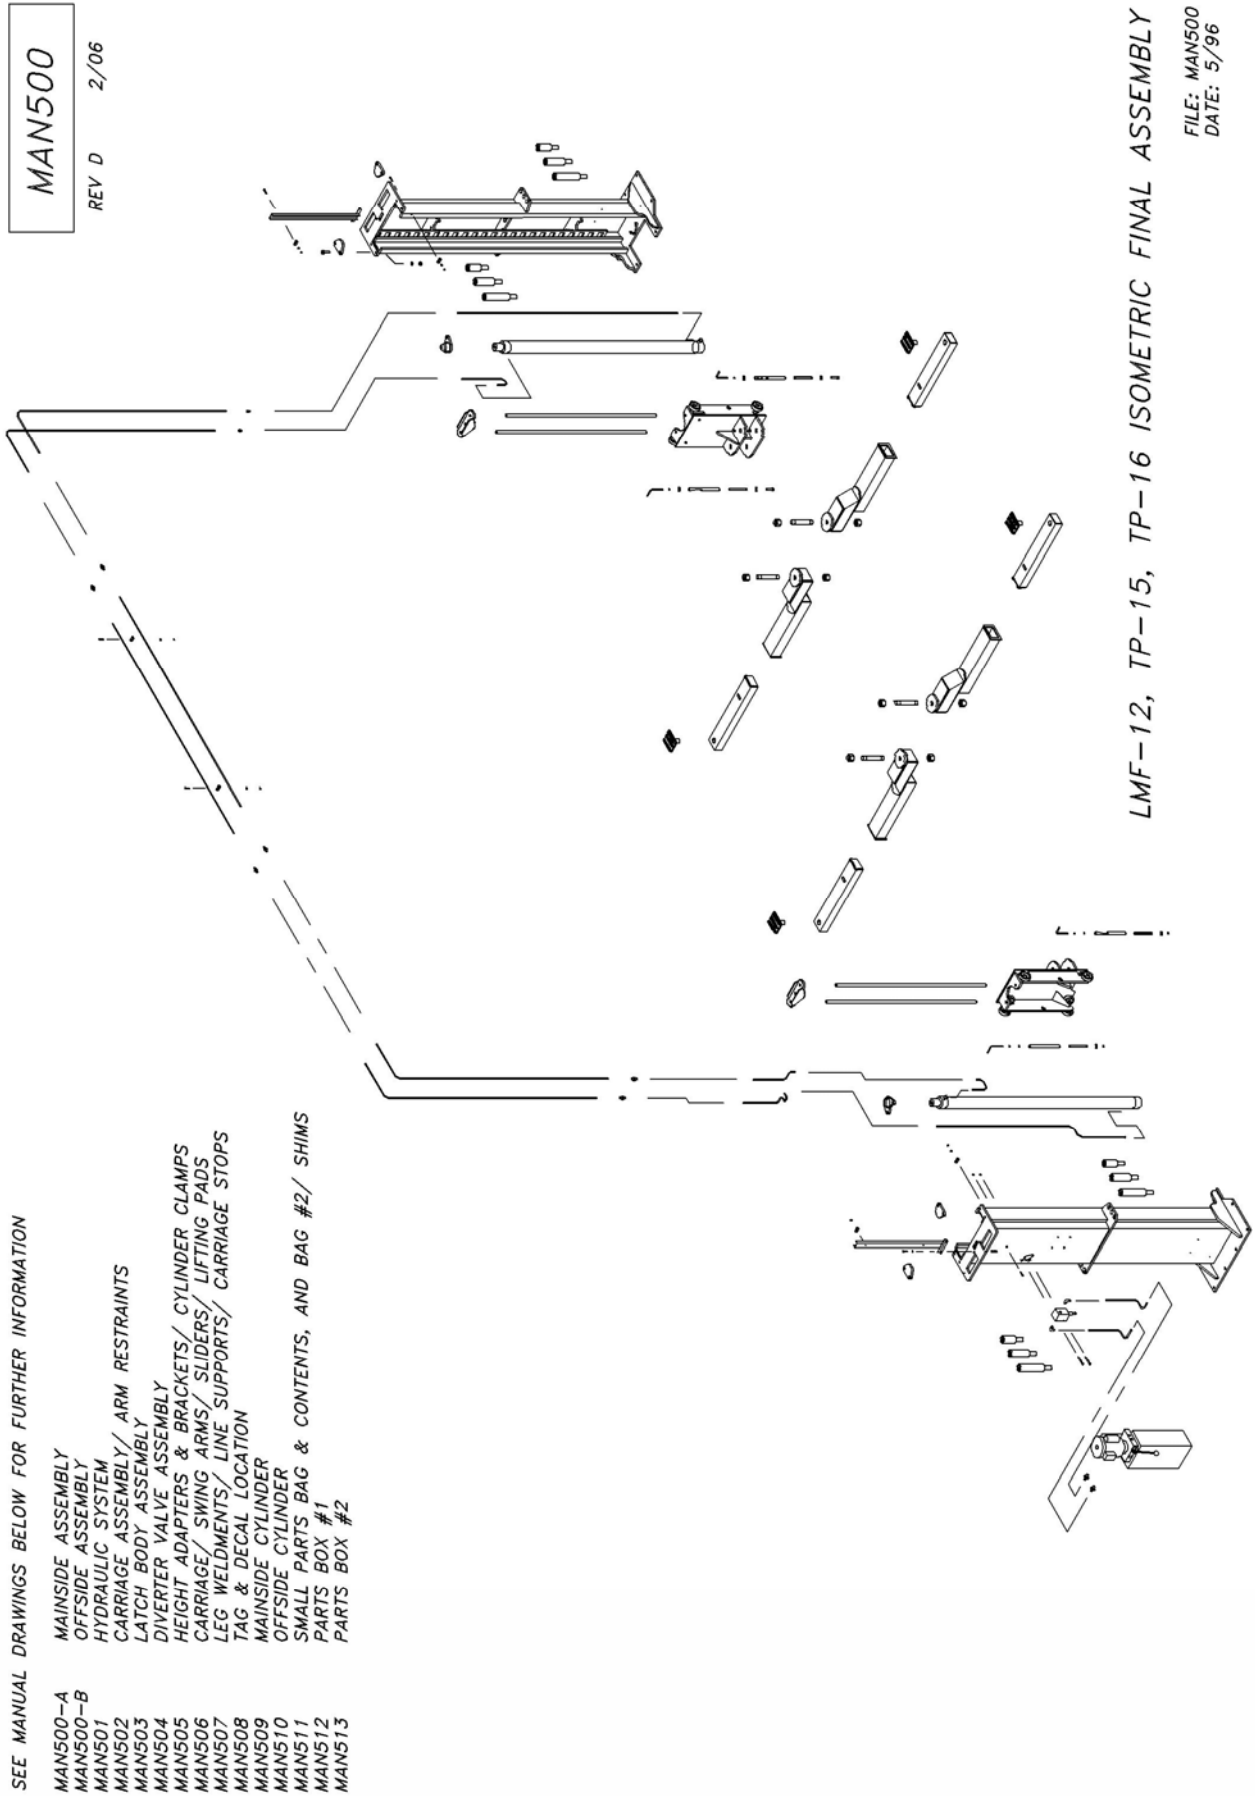 SEE MANUAL DRAWINGS BELOW FOR FURTHER INFORMATION
MAN500-A MAINSIDE ASSEMBLY
MAN500-B OFFSIDE ASSEMBLY
MAN501 HYDRAULIC SYSTEM
MAN502 CARRIAGE ASSEMBLY/ ARM RESTRAINTS
MAN503 LATCH BODY ASSEMBLY
MAN504 DIVERTER VALVE ASSEMBLY
MAN505 HEIGHT ADAPTERS & BRACKETS/ CYLINDER CLAMPS
MAN506 CARRIAGE/ SWING ARMS/ SLIDERS/ LIFTING PADS
MAN507 LEG WELDMENTS/ LINE SUPPORTS/ CARRIAGE STOPS
MAN508 TAG & DECAL LOCATION
MAN509 MAINSIDE CYLINDER
MAN510 OFFSIDE CYLINDER
MAN511 SMALL PARTS BAG & CONTENTS, AND BAG #2/ SHIMS
MAN512 PARTS BOX #1
MAN513 PARTS BOX #2
MAN500
REV D 2/06
LMF-12, TP-15, TP-16 ISOMETRIC FINAL ASSEMBLY
FILE: MAN500
DATE: 5/96